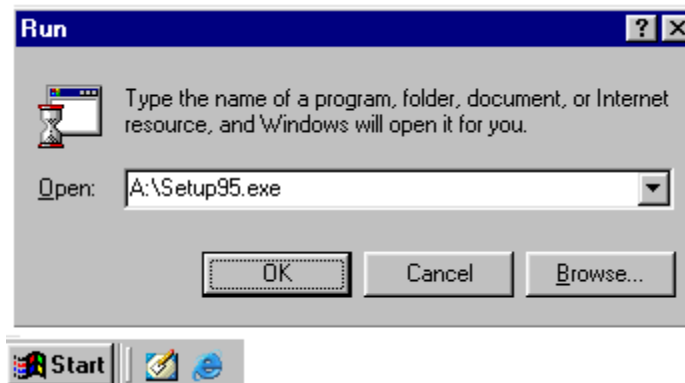 Run
Type the name of a program, folder, document, or Internet
resource, and Windows will open it for you.
Open: A:\Setup95.exe
OK Cancel Browse...
Start